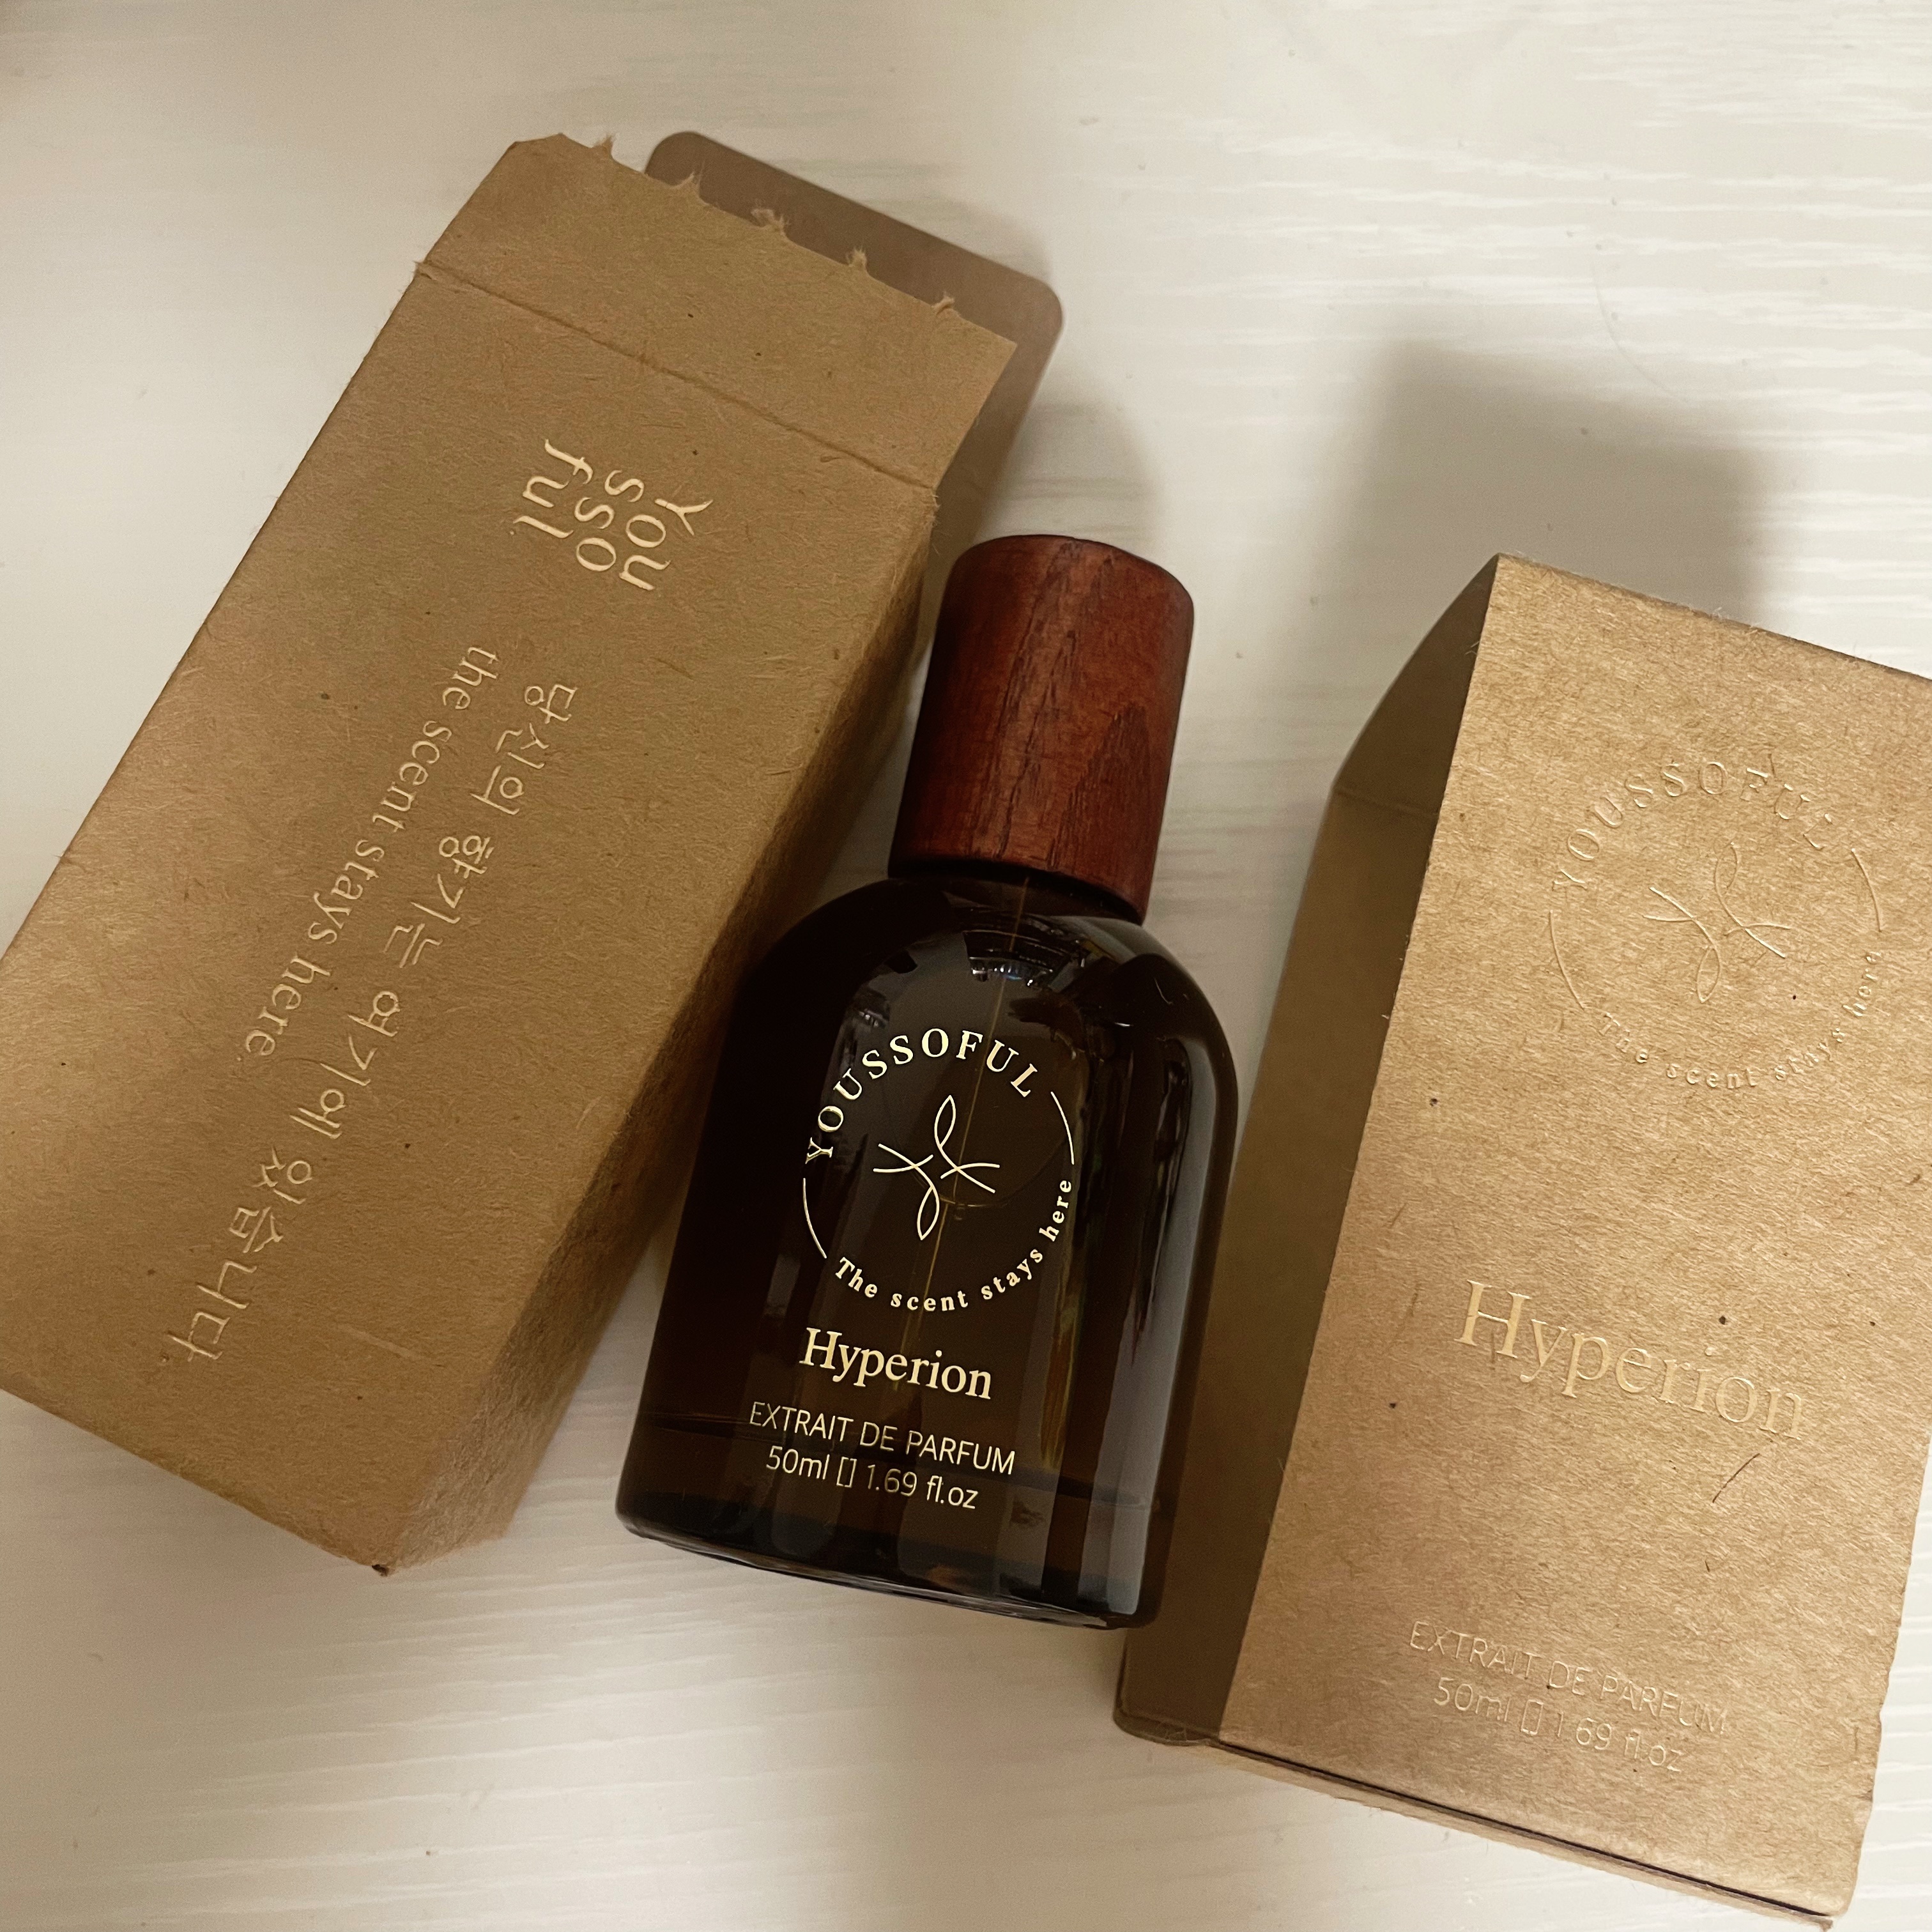 You
sso
ful.
당신의 향기는 여기에 있습니다.
the scent stays here.
YOUSSOFUL
The scent stays here
Hyperion
EXTRAIT DE PARFUM
50ml [] 1.69 fl.oz
YOUSSOFUL
The scent stays here
Hyperion
EXTRAIT DE PARFUM
50ml [] 1.69 fl.oz